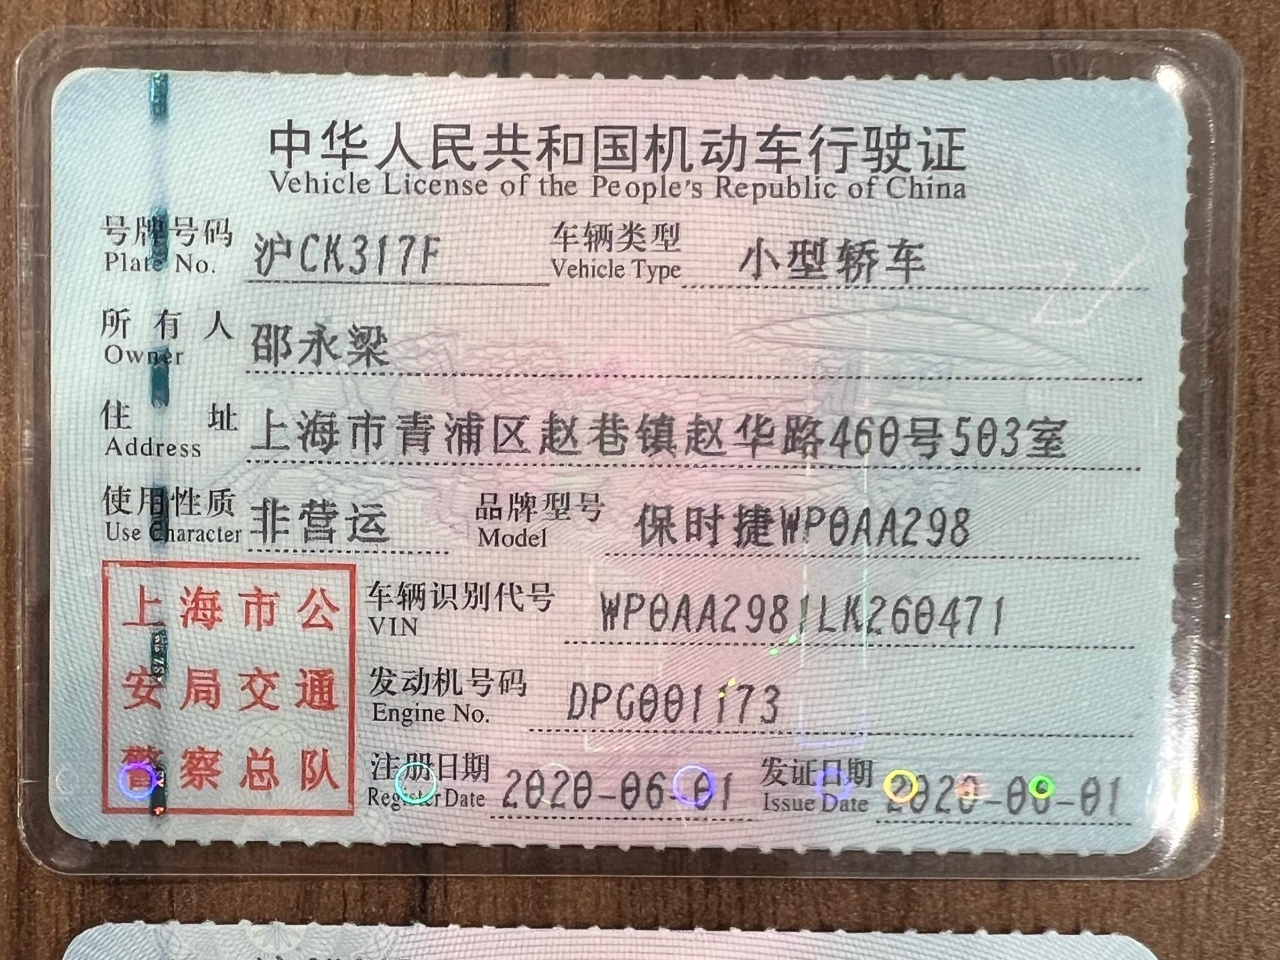 中华人民共和国机动车行驶证
Vehicle License of the People's Republic of China
号牌号码 沪CK317F 车辆类型 小型轿车
Plate No. Vehicle Type
所有人 邵永梁
Owner
住址 上海市青浦区赵巷镇赵华路460号503室
Address
使用性质 非营运 品牌型号 保时捷WP0AA298
Use Character Model
上海市公
安局交通
警察总队
车辆识别代号 WP0AA2981LK260471
VIN
发动机号码 DPG001173
Engine No.
注册日期 2020-06-01 发证日期 2020-06-01
Register Date Issue Date